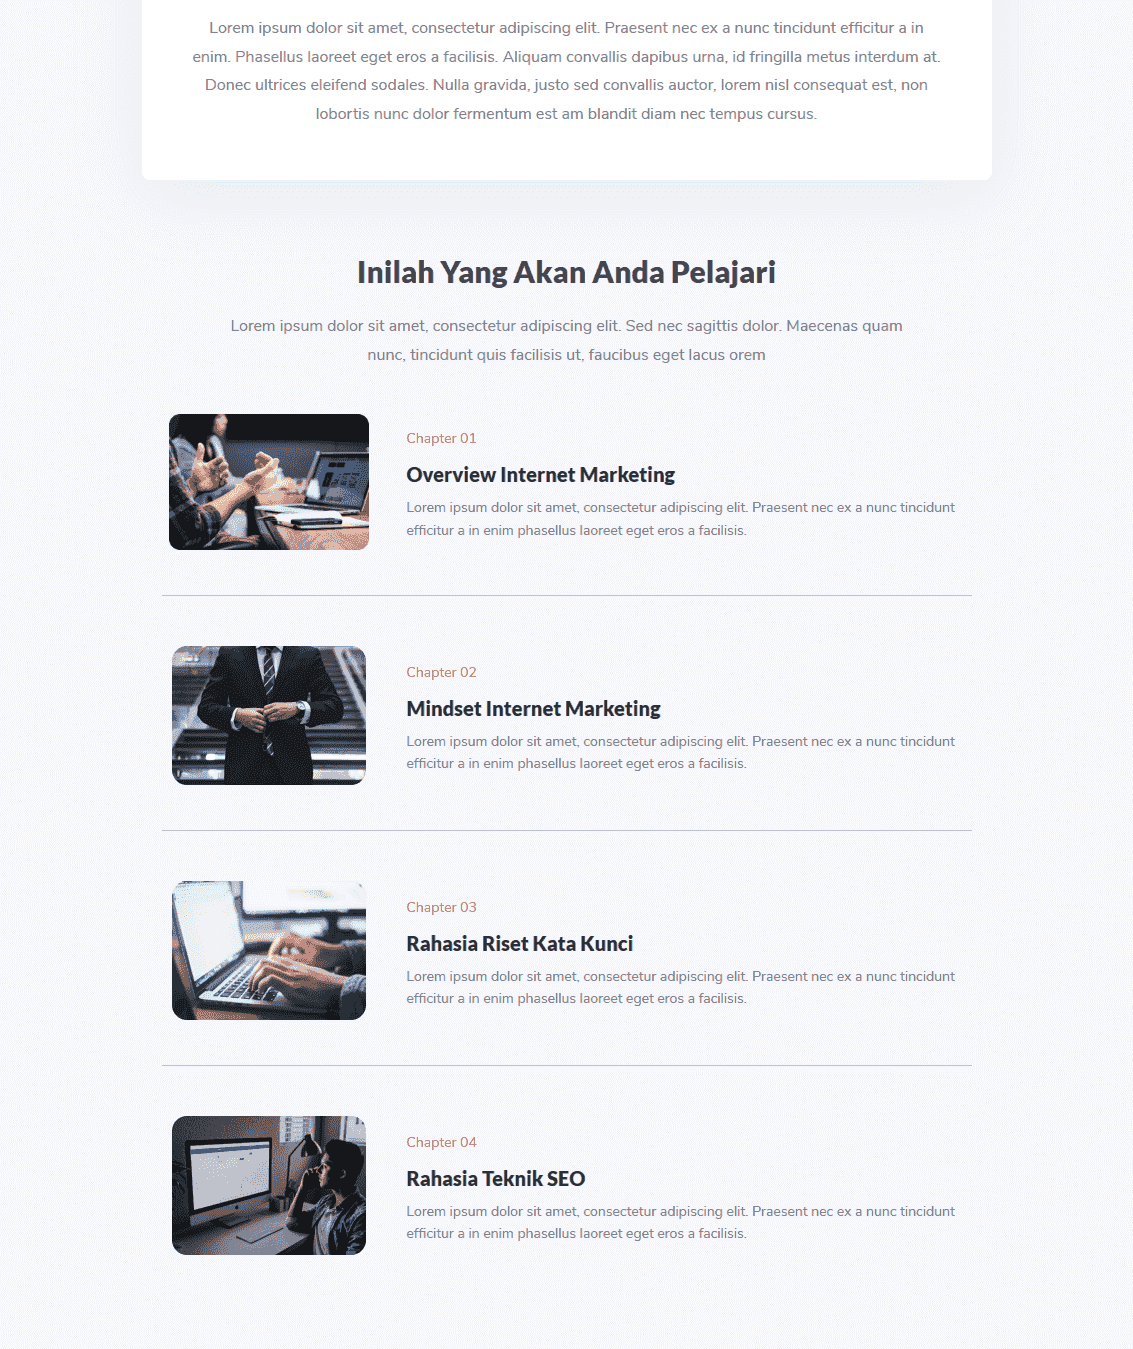 Lorem ipsum dolor sit amet, consectetur adipiscing elit. Praesent nec ex a nunc tincidunt efficitur a in
enim. Phasellus laoreet eget eros a facilisis. Aliquam convallis dapibus urna, id fringilla metus interdum at.
Donec ultrices eleifend sodales. Nulla gravida, justo sed convallis auctor, lorem nisl consequat est, non
lobortis nunc dolor fermentum est am blandit diam nec tempus cursus.
Inilah Yang Akan Anda Pelajari
Lorem ipsum dolor sit amet, consectetur adipiscing elit. Sed nec sagittis dolor. Maecenas quam
nunc, tincidunt quis facilisis ut, faucibus eget lacus orem
Chapter 01
Overview Internet Marketing
Lorem ipsum dolor sit amet, consectetur adipiscing elit. Praesent nec ex a nunc tincidunt
efficitur a in enim phasellus laoreet eget eros a facilisis.
Chapter 02
Mindset Internet Marketing
Lorem ipsum dolor sit amet, consectetur adipiscing elit. Praesent nec ex a nunc tincidunt
efficitur a in enim phasellus laoreet eget eros a facilisis.
Chapter 03
Rahasia Riset Kata Kunci
Lorem ipsum dolor sit amet, consectetur adipiscing elit. Praesent nec ex a nunc tincidunt
efficitur a in enim phasellus laoreet eget eros a facilisis.
Chapter 04
Rahasia Teknik SEO
Lorem ipsum dolor sit amet, consectetur adipiscing elit. Praesent nec ex a nunc tincidunt
efficitur a in enim phasellus laoreet eget eros a facilisis.